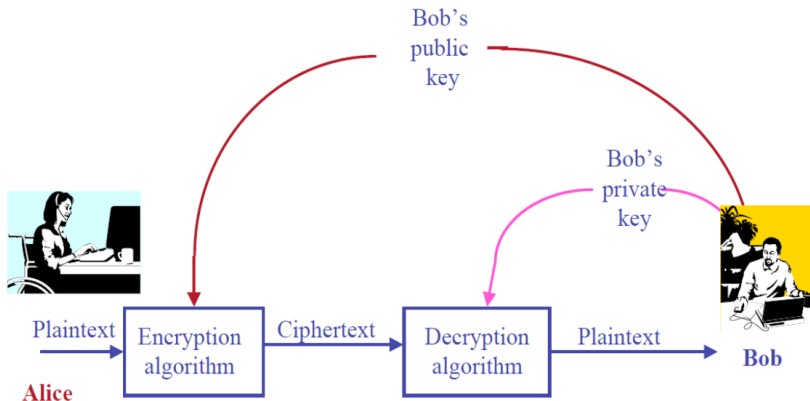 Bob's
public
key
Bob's
private
key
Plaintext
Encryption
algorithm
Ciphertext
Decryption
algorithm
Plaintext
Alice
Bob